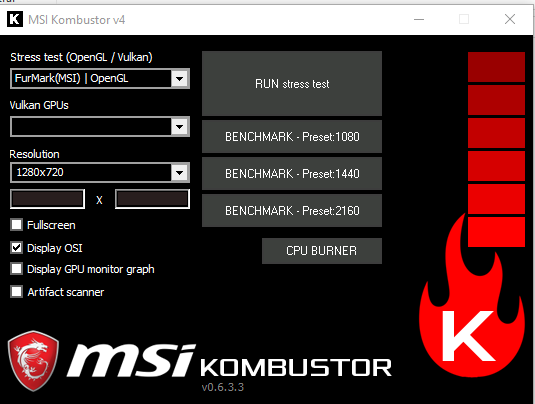 K MSI Kombustor v4
Stress test (OpenGL / Vulkan)
FurMark(MSI) | OpenGL
Vulkan GPUs
Resolution
1280x720
X
Fullscreen
Display OSI
Display GPU monitor graph
Artifact scanner
RUN stress test
BENCHMARK - Preset:1080
BENCHMARK - Preset:1440
BENCHMARK - Preset:2160
CPU BURNER
K
msi KOMBUSTOR
v0.6.3.3